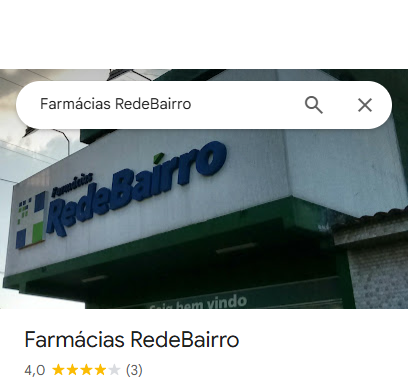 Farmácias RedeBairro
Farmácias
RedeBairro
Seja bem vindo
Farmácias RedeBairro
4,0 (3)